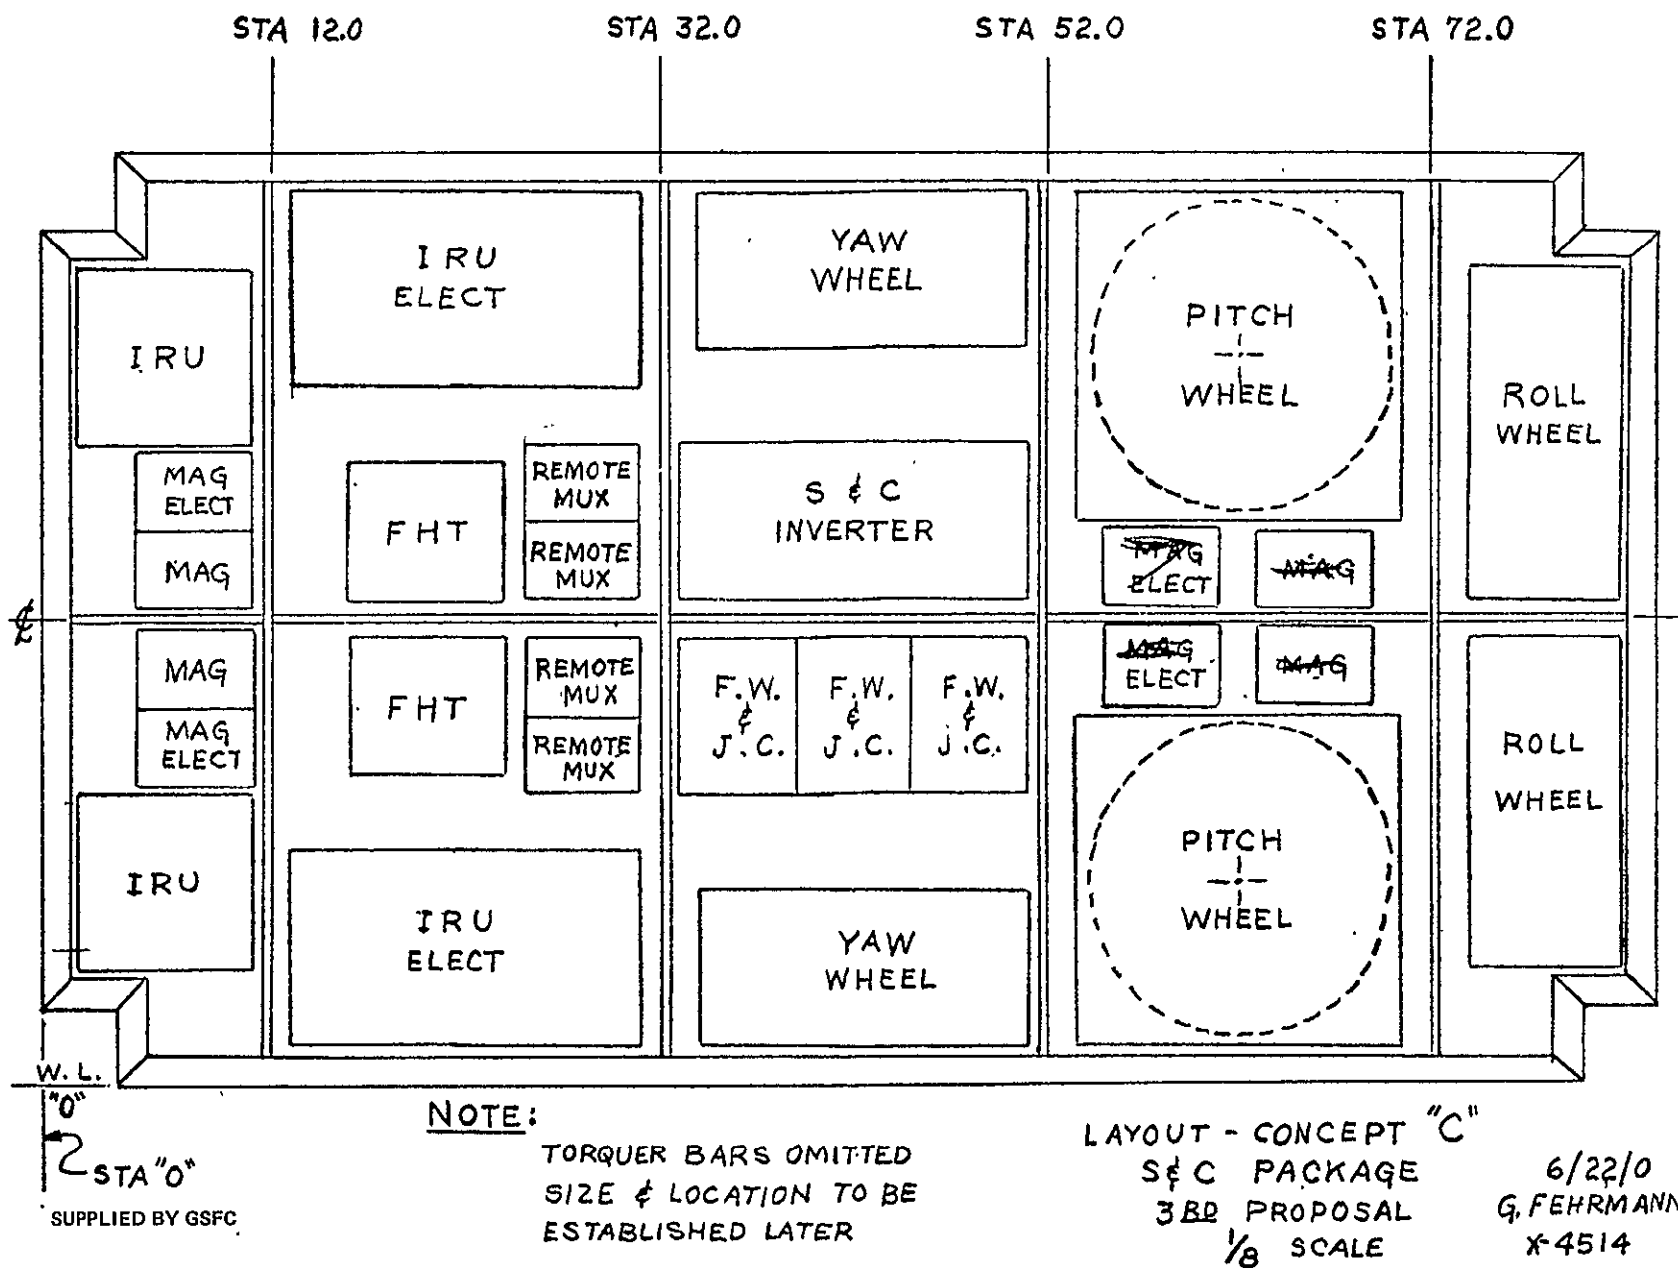 STA 12.0
STA 32.0
STA 52.0
STA 72.0
IRU
ELECT
YAW
WHEEL
PITCH
WHEEL
IRU
ROLL
WHEEL
MAG
ELECT
MAG
FHT
REMOTE
MUX
REMOTE
MUX
S & C
INVERTER
MAG
ELECT
MAG
℄
MAG
MAG
ELECT
FHT
REMOTE
MUX
REMOTE
MUX
F.W.
&
J.C.
F.W.
&
J.C.
F.W.
&
J.C.
MAG
ELECT
MAG
ROLL
WHEEL
IRU
IRU
ELECT
YAW
WHEEL
PITCH
WHEEL
W.L.
"0"
STA "0"
SUPPLIED BY GSFC
NOTE:
TORQUER BARS OMITTED
SIZE & LOCATION TO BE
ESTABLISHED LATER
LAYOUT - CONCEPT "C"
S & C PACKAGE
3RD PROPOSAL
1/8 SCALE
6/22/0
G. FEHRMANN
X-4514